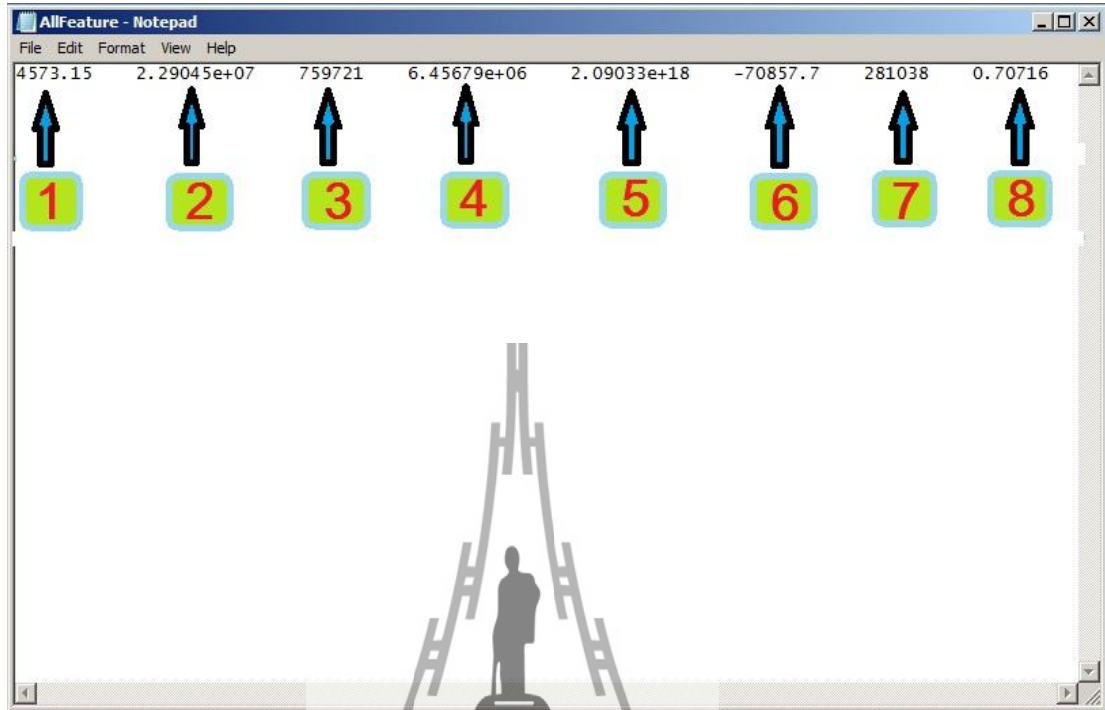 AllFeature - Notepad
File Edit Format View Help
4573.15 2.29045e+07 759721 6.45679e+06 2.09033e+18 -70857.7 281038 0.70716
1 2 3 4 5 6 7 8